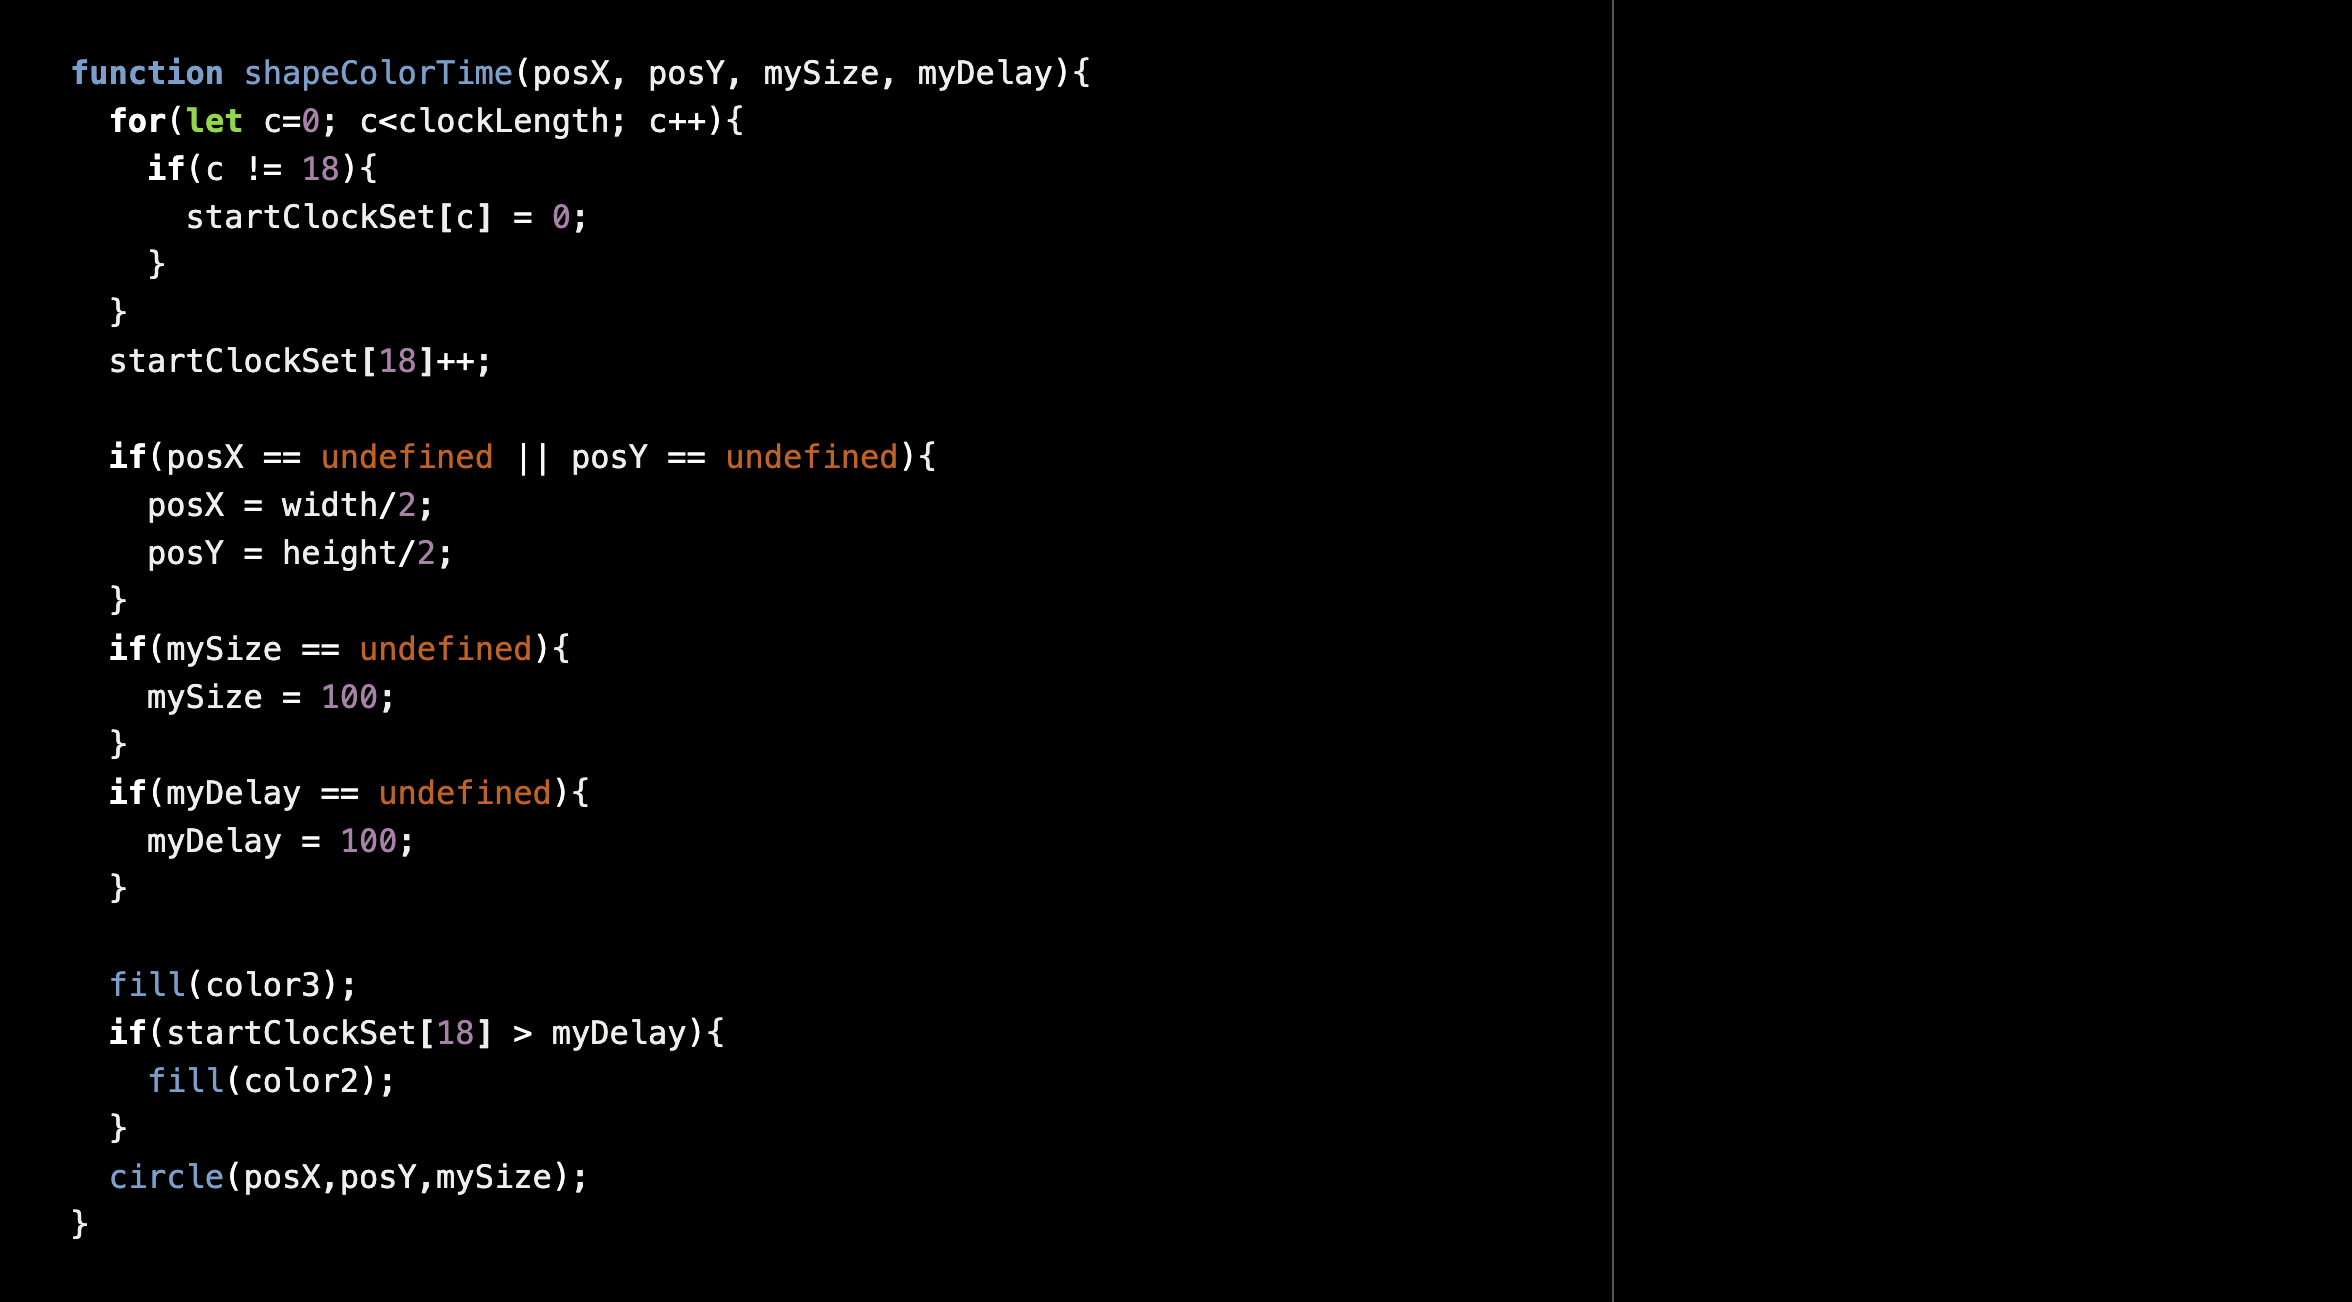 function shapeColorTime(posX, posY, mySize, myDelay){
  for(let c=0; c<clockLength; c++){
    if(c != 18){
      startClockSet[c] = 0;
    }
  }
  startClockSet[18]++;

  if(posX == undefined || posY == undefined){
    posX = width/2;
    posY = height/2;
  }
  if(mySize == undefined){
    mySize = 100;
  }
  if(myDelay == undefined){
    myDelay = 100;
  }

  fill(color3);
  if(startClockSet[18] > myDelay){
    fill(color2);
  }
  circle(posX,posY,mySize);
}